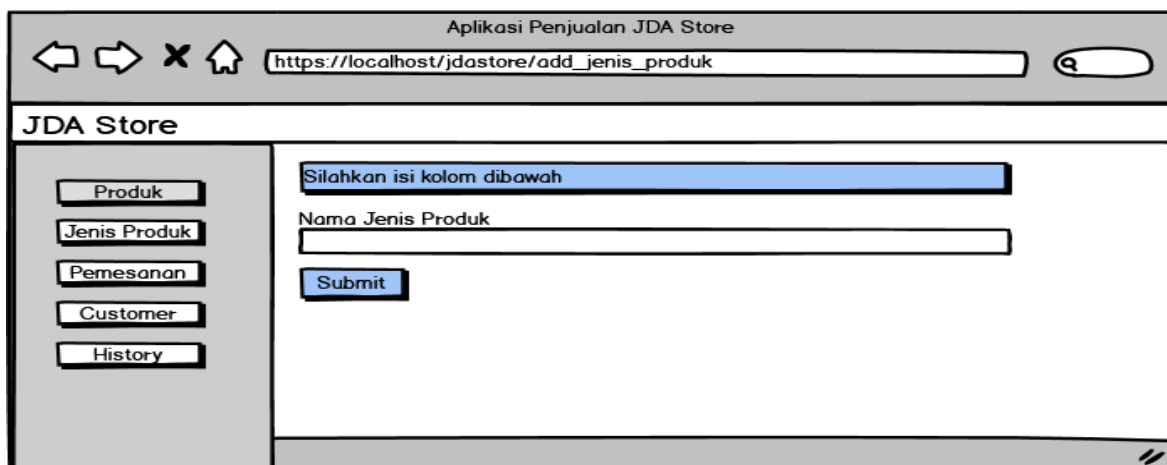 Aplikasi Penjualan JDA Store
https://localhost/jdastore/add_jenis_produk
JDA Store
Produk
Jenis Produk
Pemesanan
Customer
History
Silahkan isi kolom dibawah
Nama Jenis Produk
Submit